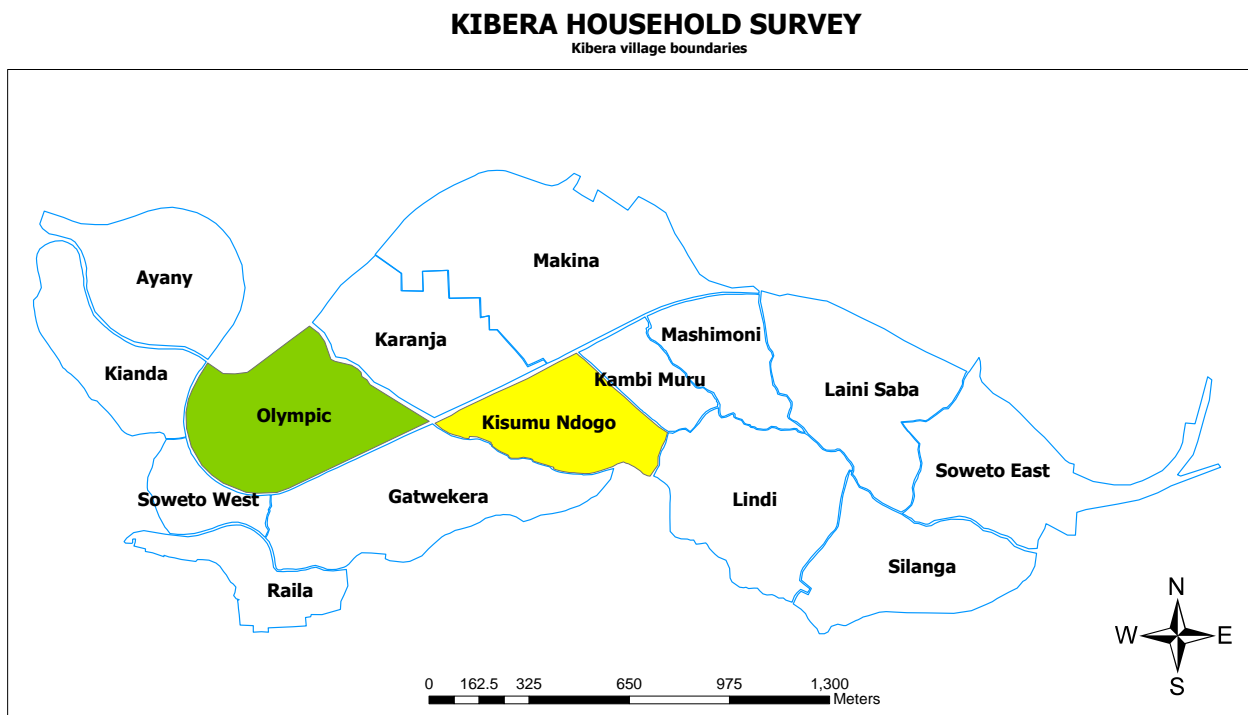 KIBERA HOUSEHOLD SURVEY
Kibera village boundaries
Makina
Ayany
Mashimoni
Karanja
Kianda
Kambi Muru
Laini Saba
Olympic
Kisumu Ndogo
Soweto East
Gatwekera
Soweto West
Lindi
Silanga
Raila
N
W E
S
0 162.5 325 650 975 1,300
Meters